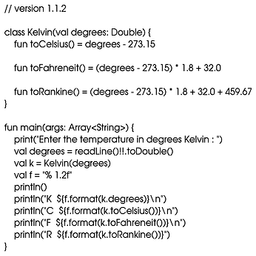 // version 1.1.2
class Kelvin(val degrees: Double) {
fun toCelsius() = degrees - 273.15
fun toFahreneit() = (degrees - 273.15) * 1.8 + 32.0
fun toRankine() = (degrees - 273.15) * 1.8 + 32.0 + 459.67
}
fun main(args: Array<String>) {
print("Enter the temperature in degrees Kelvin : ")
val degrees = readLine()!!.toDouble()
val k = Kelvin(degrees)
val f = "% 1.2f"
println()
println("K ${f.format(k.degrees)}\n")
println("C ${f.format(k.toCelsius())}\n")
println("F ${f.format(k.toFahreneit())}\n")
println("R ${f.format(k.toRankine())}")
}